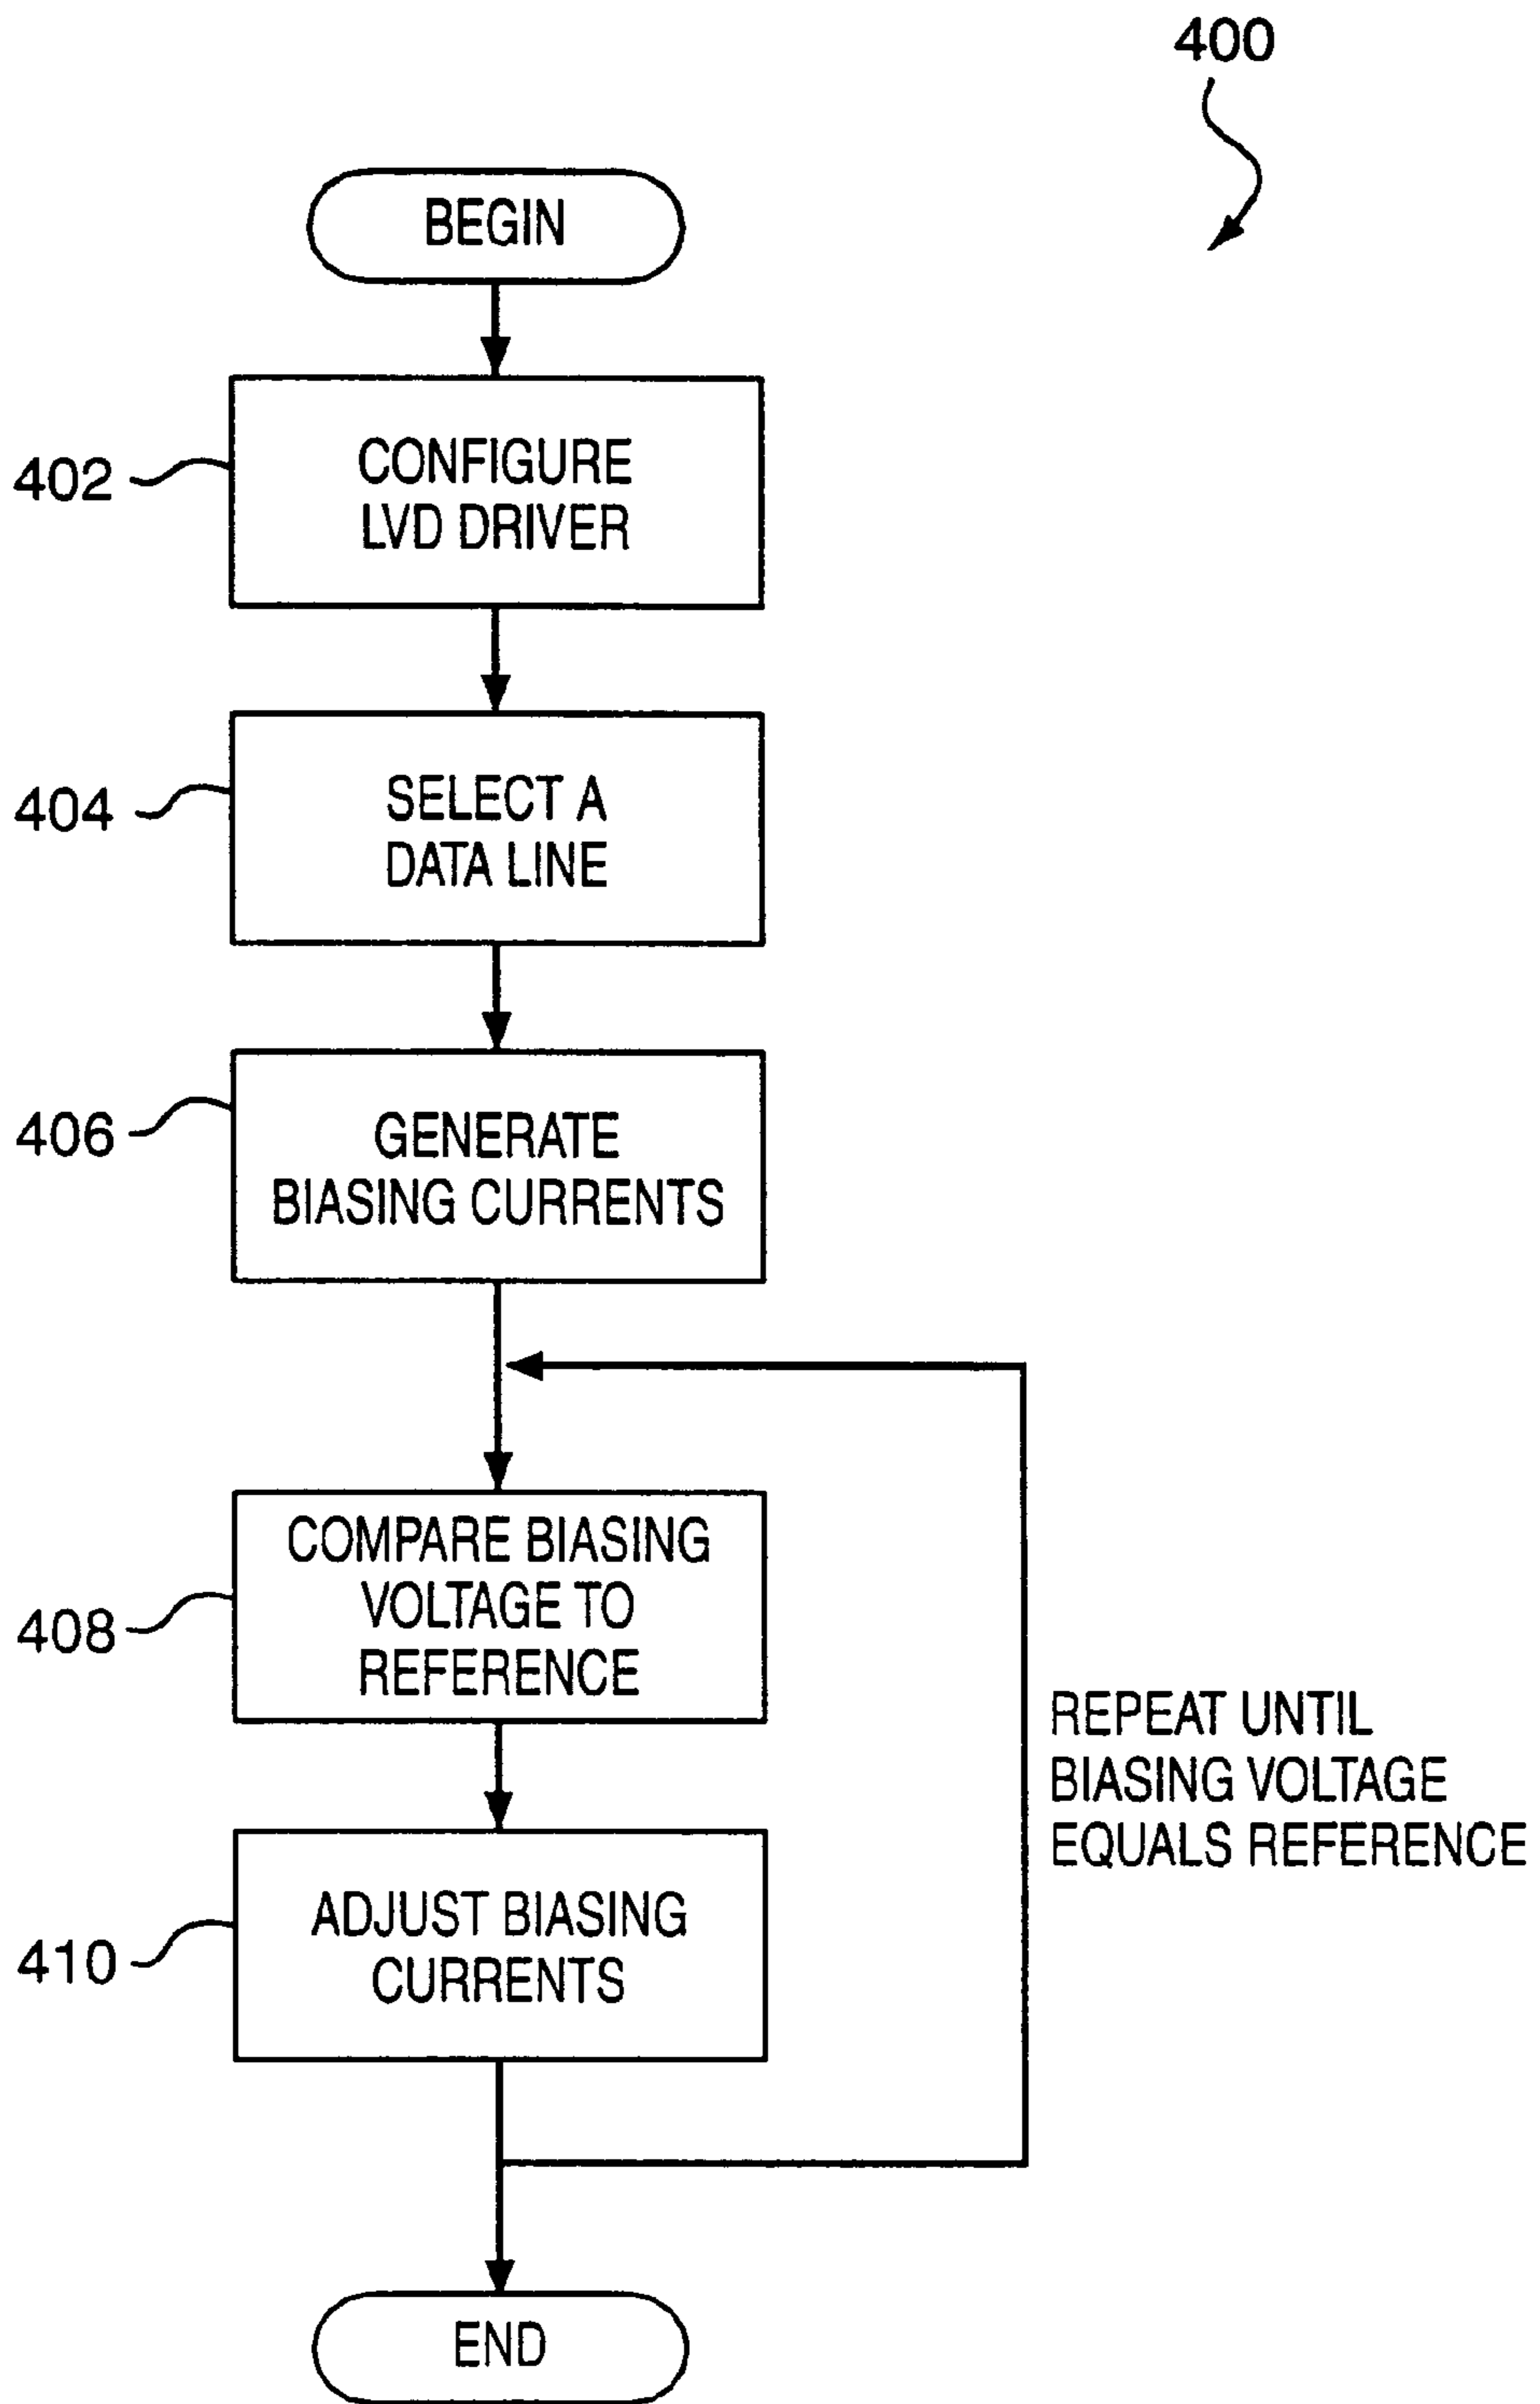 400
BEGIN
402
CONFIGURE
LVD DRIVER
404
SELECT A
DATA LINE
406
GENERATE
BIASING CURRENTS
408
COMPARE BIASING
VOLTAGE TO
REFERENCE
REPEAT UNTIL
BIASING VOLTAGE
EQUALS REFERENCE
410
ADJUST BIASING
CURRENTS
END